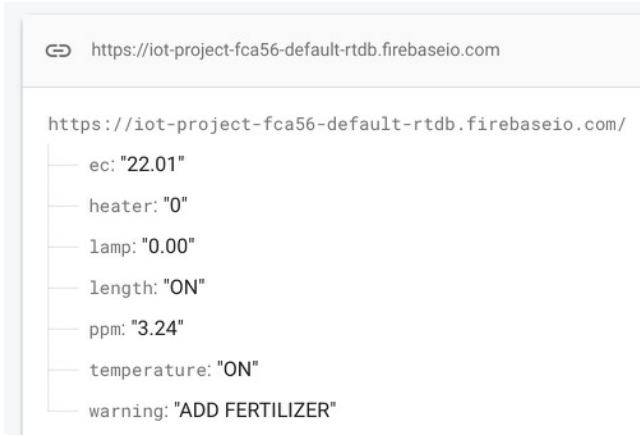 https://iot-project-fca56-default-rtdb.firebaseio.com
https://iot-project-fca56-default-rtdb.firebaseio.com/
ec: "22.01"
heater: "0"
lamp: "0.00"
length: "ON"
ppm: "3.24"
temperature: "ON"
warning: "ADD FERTILIZER"